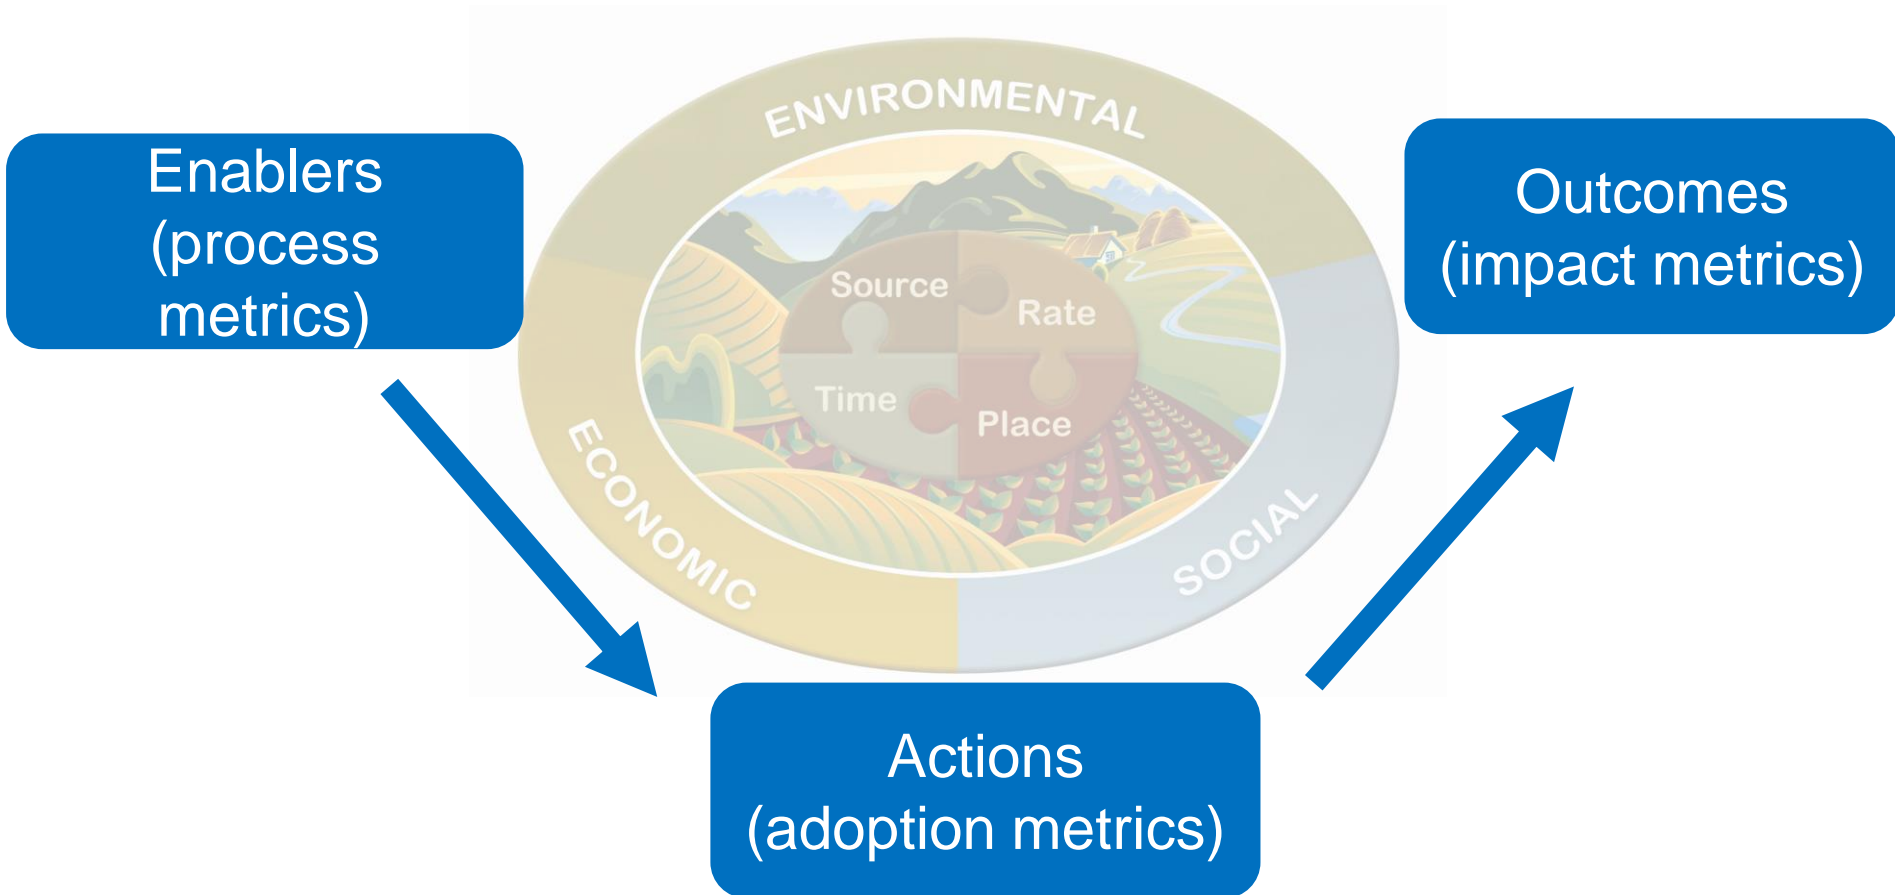 ENVIRONMENTAL
Enablers
(process
metrics)
Outcomes
(impact metrics)
Source
Rate
Time
Place
ECONOMIC
SOCIAL
Actions
(adoption metrics)